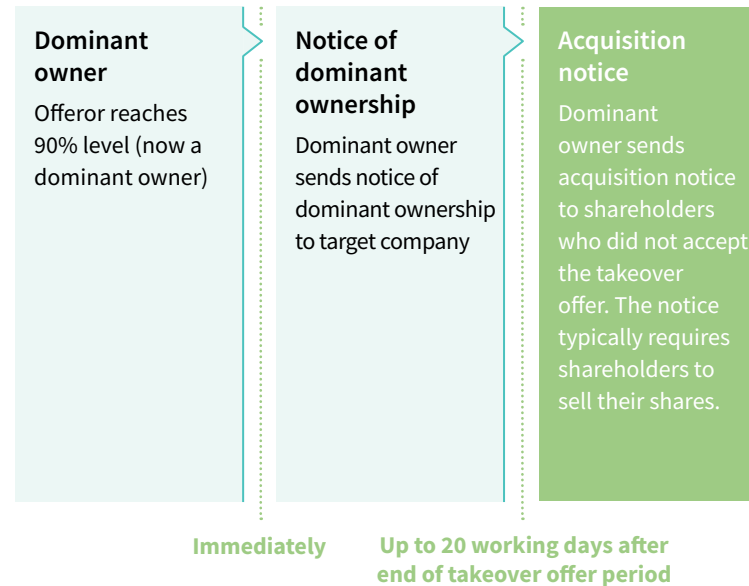 Dominant
owner
Offeror reaches
90% level (now a
dominant owner)
Notice of
dominant
ownership
Dominant owner
sends notice of
dominant ownership
to target company
Acquisition
notice
Dominant
owner sends
acquisition notice
to shareholders
who did not accept
the takeover
offer. The notice
typically requires
shareholders to
sell their shares.
Immediately
Up to 20 working days after
end of takeover offer period